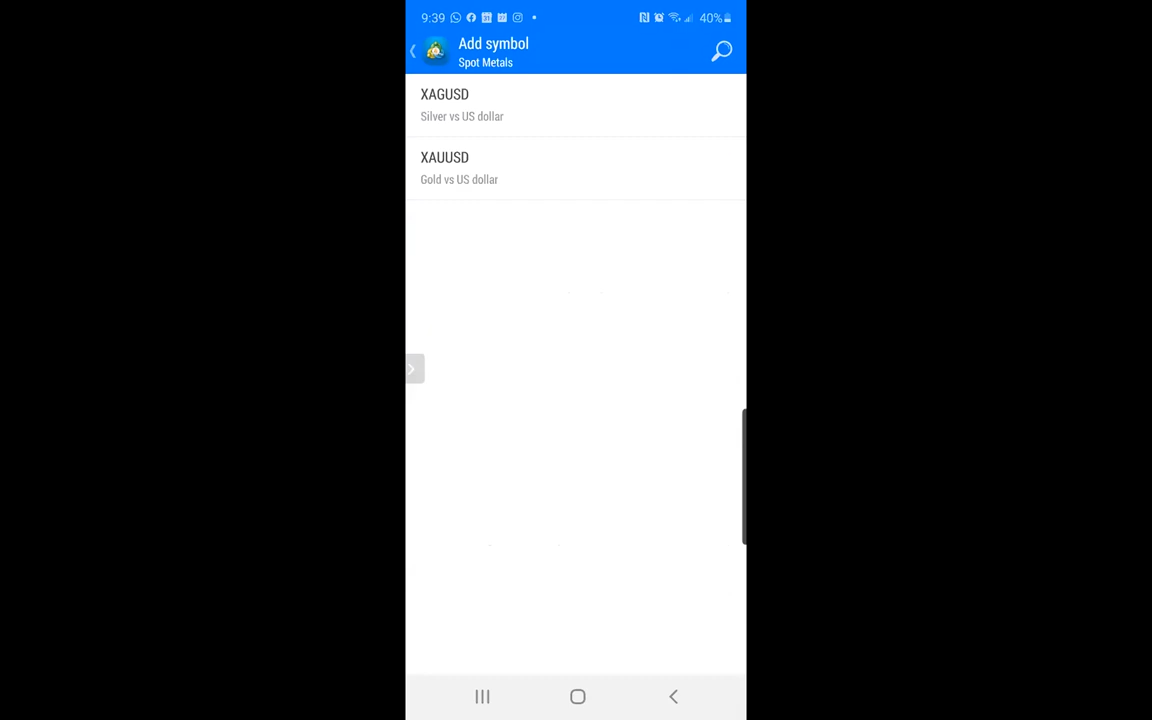 9:39 40%
Add symbol
Spot Metals
XAGUSD
Silver vs US dollar
XAUUSD
Gold vs US dollar